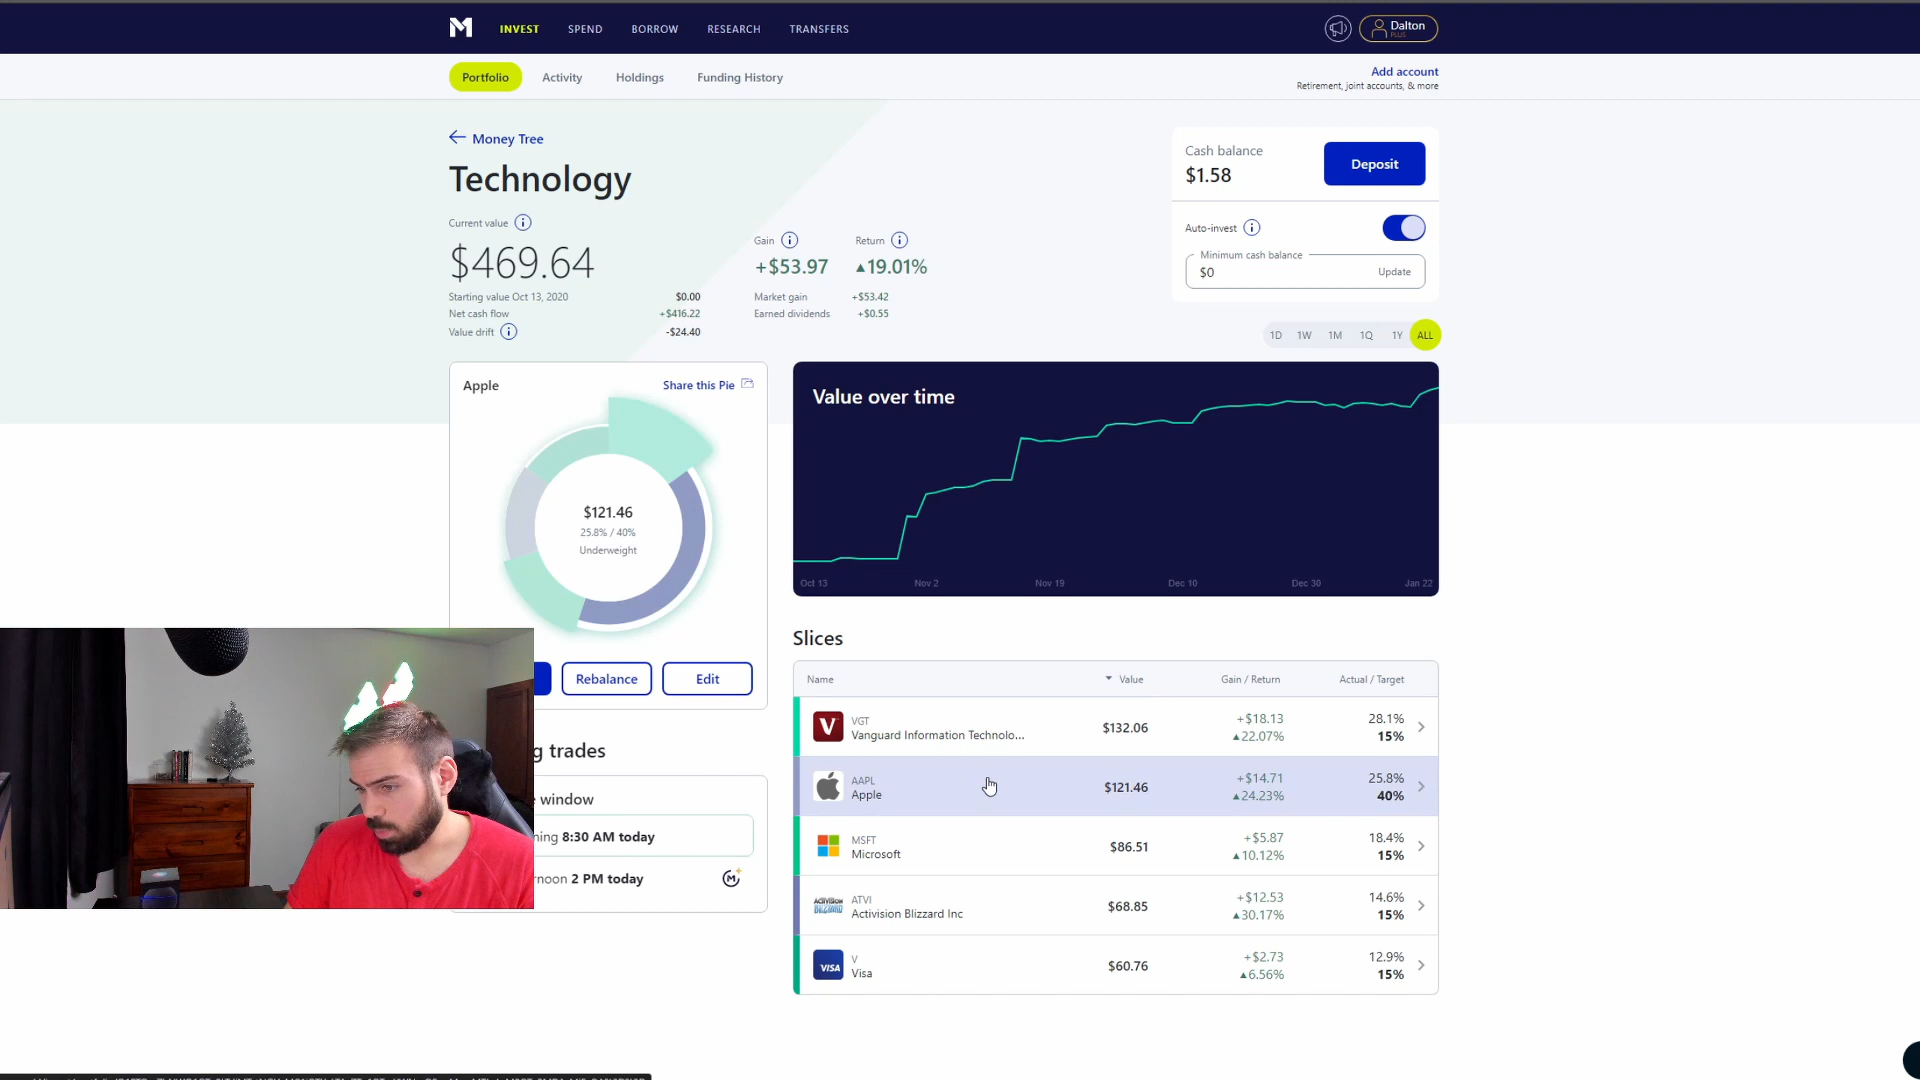 INVEST SPEND BORROW RESEARCH TRANSFERS
Dalton
PLUS
Portfolio Activity Holdings Funding History
Add account
Retirement, joint accounts, & more
Money Tree
Technology
Current value
$469.64
Starting value Oct 13, 2020 $0.00
Net cash flow +$416.22
Value drift -$24.40
Gain
+$53.97
Return
19.01%
Market gain +$53.42
Earned dividends +$0.55
Cash balance
$1.58
Deposit
Auto-invest
Minimum cash balance
$0 Update
1D 1W 1M 1Q 1Y ALL
Apple Share this Pie
$121.46
25.8% / 40%
Underweight
Rebalance Edit
Value over time
Oct 13 Nov 2 Nov 19 Dec 10 Dec 30 Jan 22
g trades
window
ning 8:30 AM today
noon 2 PM today
Slices
Name Value Gain / Return Actual / Target
VGT
Vanguard Information Technolo...
$132.06
+$18.13
22.07%
28.1%
15%
AAPL
Apple
$121.46
+$14.71
24.23%
25.8%
40%
MSFT
Microsoft
$86.51
+$5.87
10.12%
18.4%
15%
ATVI
Activision Blizzard Inc
$68.85
+$12.53
30.17%
14.6%
15%
VISA
V
Visa
$60.76
+$2.73
6.56%
12.9%
15%